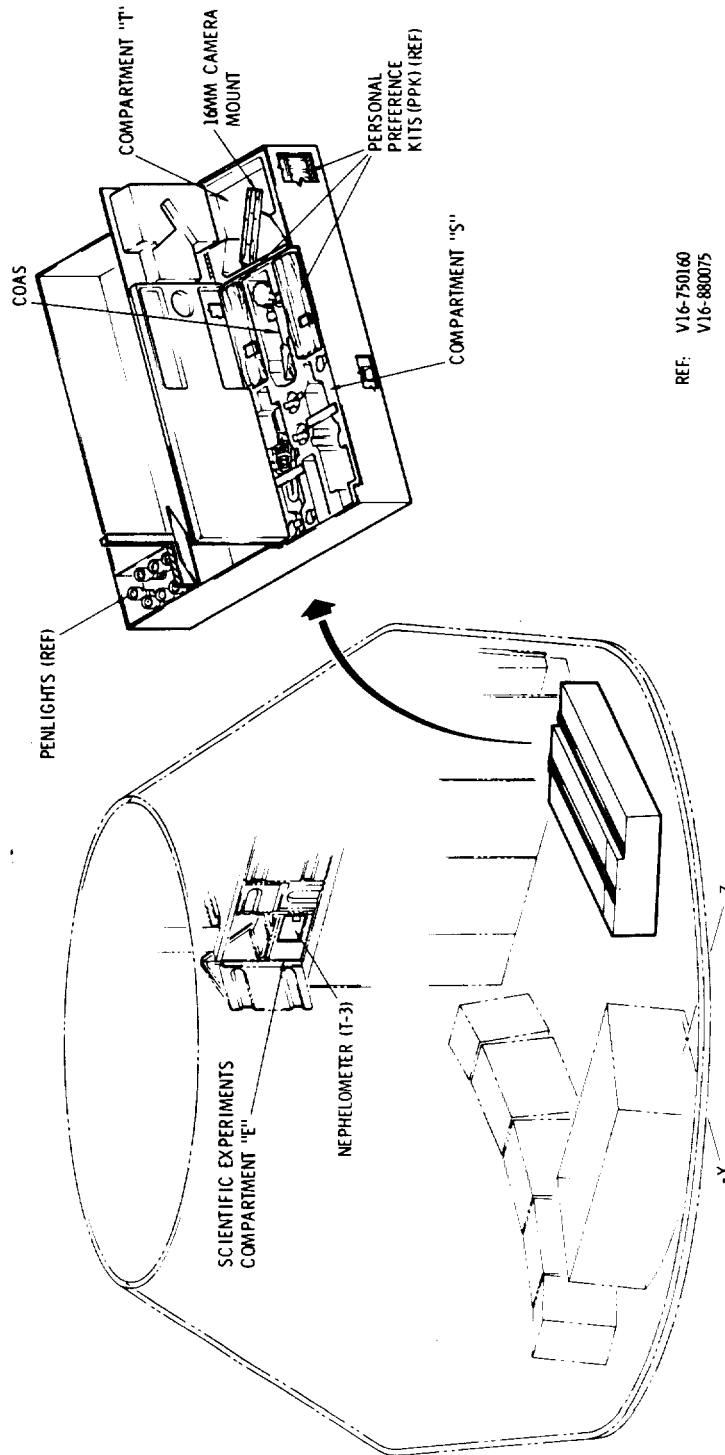 PENLIGHTS (REF)
COAS
COMPARTMENT "T"
16MM CAMERA
MOUNT
PERSONAL
PREFERENCE
KITS (PPK) (REF)
COMPARTMENT "S"
SCIENTIFIC EXPERIMENTS
COMPARTMENT "E"
NEPHELOMETER (T-3)
REF: V16-750160
V16-880075